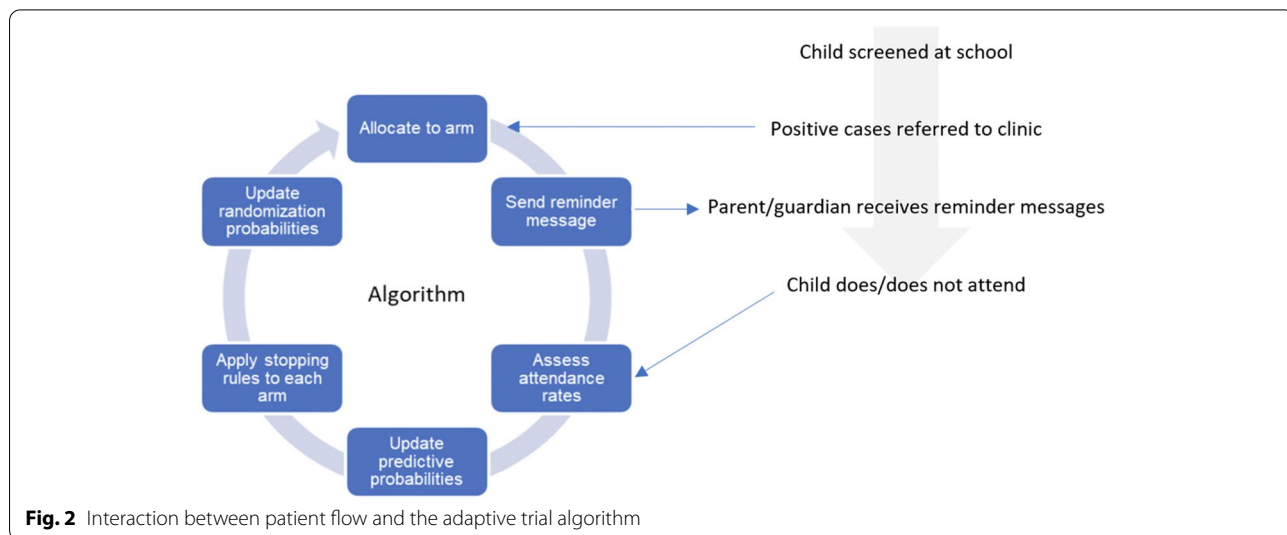 Child screened at school
Allocate to arm
Positive cases referred to clinic
Update
randomization
probabilities
Send reminder
message
Parent/guardian receives reminder messages
Algorithm
Child does/does not attend
Apply stopping
rules to each
arm
Assess
attendance
rates
Update
predictive
probabilities
Fig. 2 Interaction between patient flow and the adaptive trial algorithm